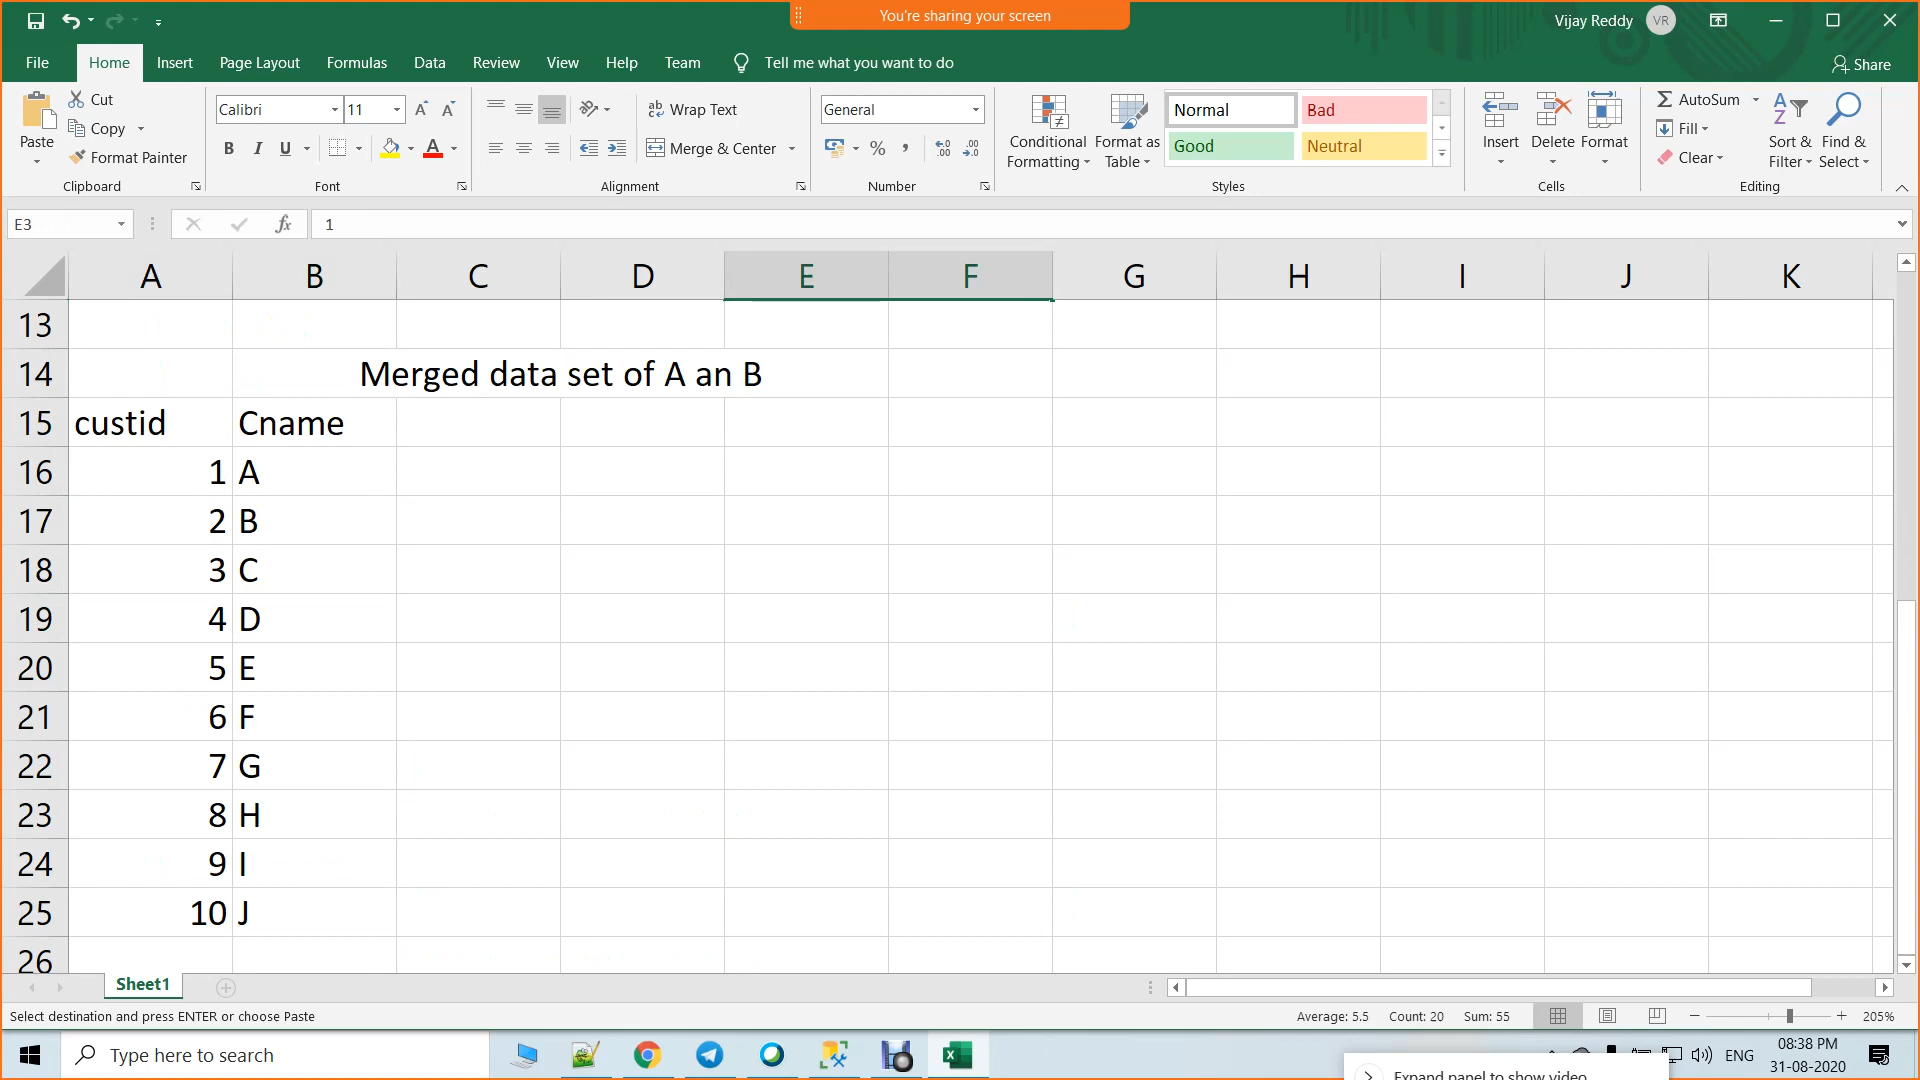 You're sharing your screen
Vijay Reddy VR
File Home Insert Page Layout Formulas Data Review View Help Team Tell me what you want to do Share
Paste Cut Copy Format Painter Clipboard
Calibri 11 B I U Font
ab Wrap Text Merge & Center Alignment
General % , Number
Conditional Formatting Format as Table Normal Bad Good Neutral Styles
Insert Delete Format Cells
AutoSum Fill Clear Sort & Filter Find & Select Editing
E3 fx 1
A B C D E F G H I J K
13
14 Merged data set of A an B
15 custid Cname
16 1 A
17 2 B
18 3 C
19 4 D
20 5 E
21 6 F
22 7 G
23 8 H
24 9 I
25 10 J
26
Sheet1
Select destination and press ENTER or choose Paste Average: 5.5 Count: 20 Sum: 55 205%
Type here to search ENG 08:38 PM
31-08-2020
Expand panel to show video